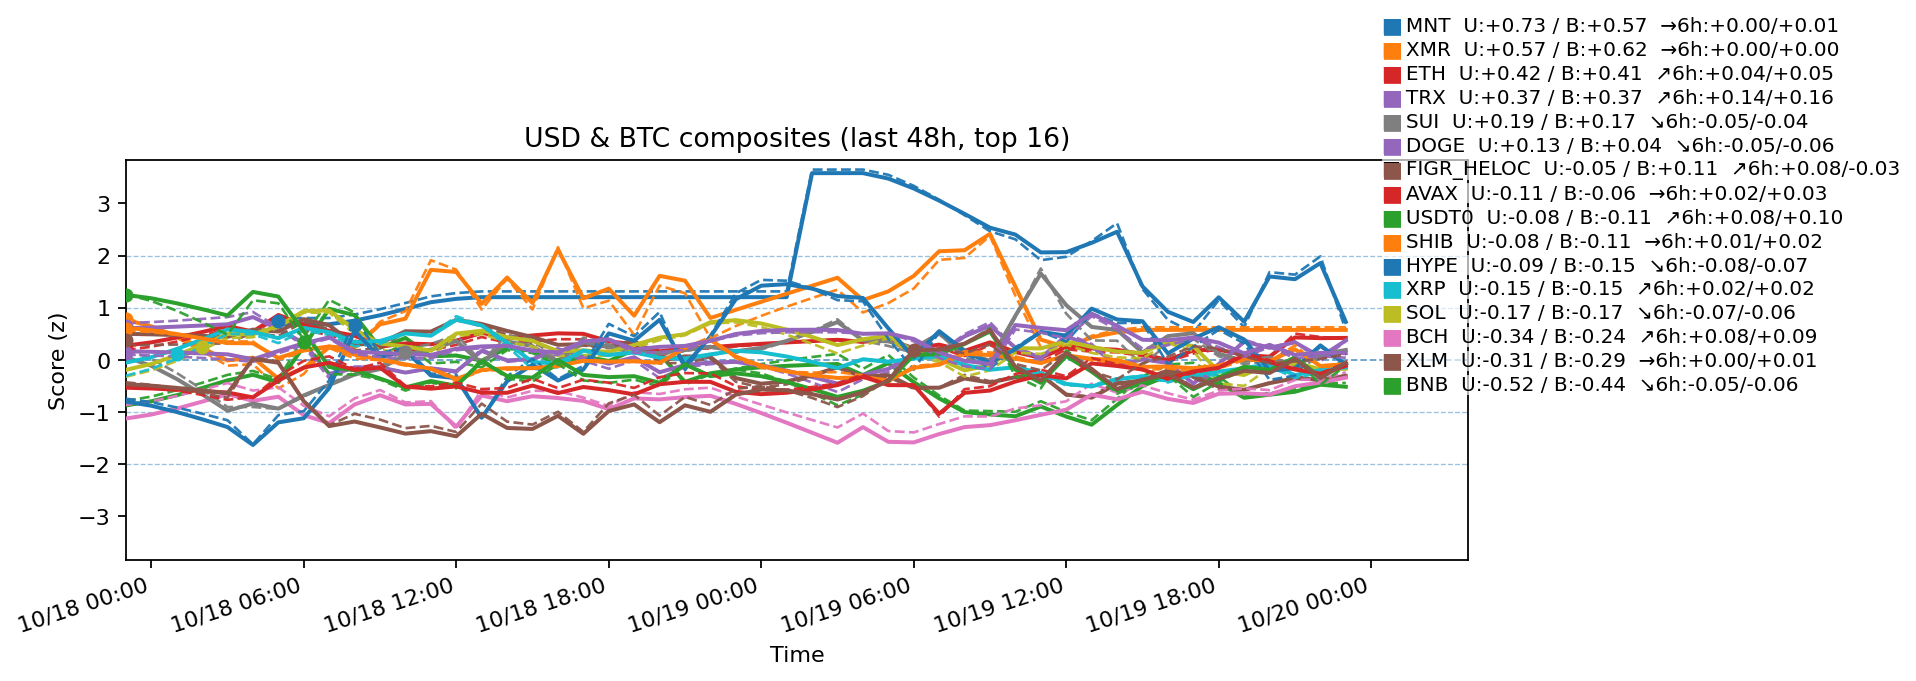 MNT U:+0.73 / B:+0.57 →6h:+0.00/+0.01
XMR U:+0.57 / B:+0.62 →6h:+0.00/+0.00
ETH U:+0.42 / B:+0.41 ↗6h:+0.04/+0.05
TRX U:+0.37 / B:+0.37 ↗6h:+0.14/+0.16
SUI U:+0.19 / B:+0.17 ↘6h:-0.05/-0.04
DOGE U:+0.13 / B:+0.04 ↘6h:-0.05/-0.06
FIGR_HELOC U:-0.05 / B:+0.11 ↗6h:+0.08/-0.03
AVAX U:-0.11 / B:-0.06 →6h:+0.02/+0.03
USDT0 U:-0.08 / B:-0.11 ↗6h:+0.08/+0.10
SHIB U:-0.08 / B:-0.11 →6h:+0.01/+0.02
HYPE U:-0.09 / B:-0.15 ↘6h:-0.08/-0.07
XRP U:-0.15 / B:-0.15 ↗6h:+0.02/+0.02
SOL U:-0.17 / B:-0.17 ↘6h:-0.07/-0.06
BCH U:-0.34 / B:-0.24 ↗6h:+0.08/+0.09
XLM U:-0.31 / B:-0.29 →6h:+0.00/+0.01
BNB U:-0.52 / B:-0.44 ↘6h:-0.05/-0.06
USD & BTC composites (last 48h, top 16)
Score (z)
3
2
1
0
−1
−2
−3
10/18 00:00
10/18 06:00
10/18 12:00
10/18 18:00
10/19 00:00
10/19 06:00
10/19 12:00
10/19 18:00
10/20 00:00
Time